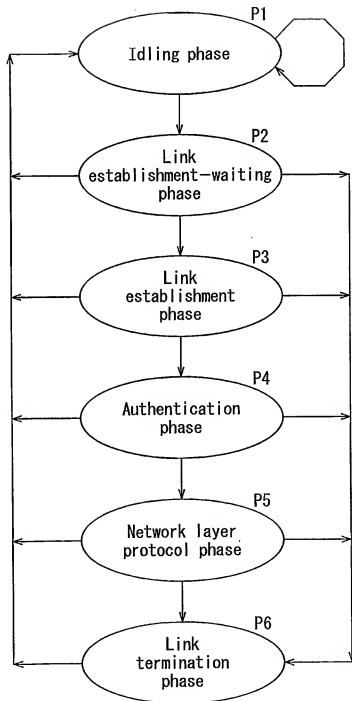 P1
Idling phase
P2
Link
establishment-waiting
phase
P3
Link
establishment
phase
P4
Authentication
phase
P5
Network layer
protocol phase
P6
Link
termination
phase